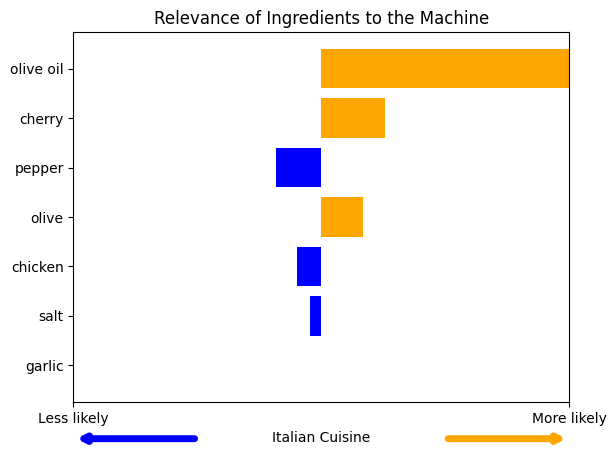 Relevance of Ingredients to the Machine
olive oil
cherry
pepper
olive
chicken
salt
garlic
Less likely
More likely
Italian Cuisine